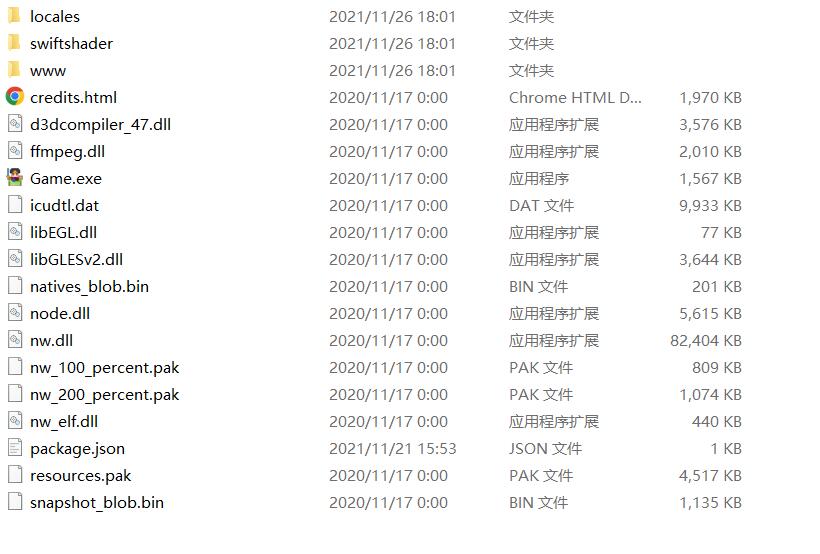 locales 2021/11/26 18:01 文件夹
swiftshader 2021/11/26 18:01 文件夹
www 2021/11/26 18:01 文件夹
credits.html 2020/11/17 0:00 Chrome HTML D... 1,970 KB
d3dcompiler_47.dll 2020/11/17 0:00 应用程序扩展 3,576 KB
ffmpeg.dll 2020/11/17 0:00 应用程序扩展 2,010 KB
Game.exe 2020/11/17 0:00 应用程序 1,567 KB
icudtl.dat 2020/11/17 0:00 DAT 文件 9,933 KB
libEGL.dll 2020/11/17 0:00 应用程序扩展 77 KB
libGLESv2.dll 2020/11/17 0:00 应用程序扩展 3,644 KB
natives_blob.bin 2020/11/17 0:00 BIN 文件 201 KB
node.dll 2020/11/17 0:00 应用程序扩展 5,615 KB
nw.dll 2020/11/17 0:00 应用程序扩展 82,404 KB
nw_100_percent.pak 2020/11/17 0:00 PAK 文件 809 KB
nw_200_percent.pak 2020/11/17 0:00 PAK 文件 1,074 KB
nw_elf.dll 2020/11/17 0:00 应用程序扩展 440 KB
package.json 2021/11/21 15:53 JSON 文件 1 KB
resources.pak 2020/11/17 0:00 PAK 文件 4,517 KB
snapshot_blob.bin 2020/11/17 0:00 BIN 文件 1,135 KB